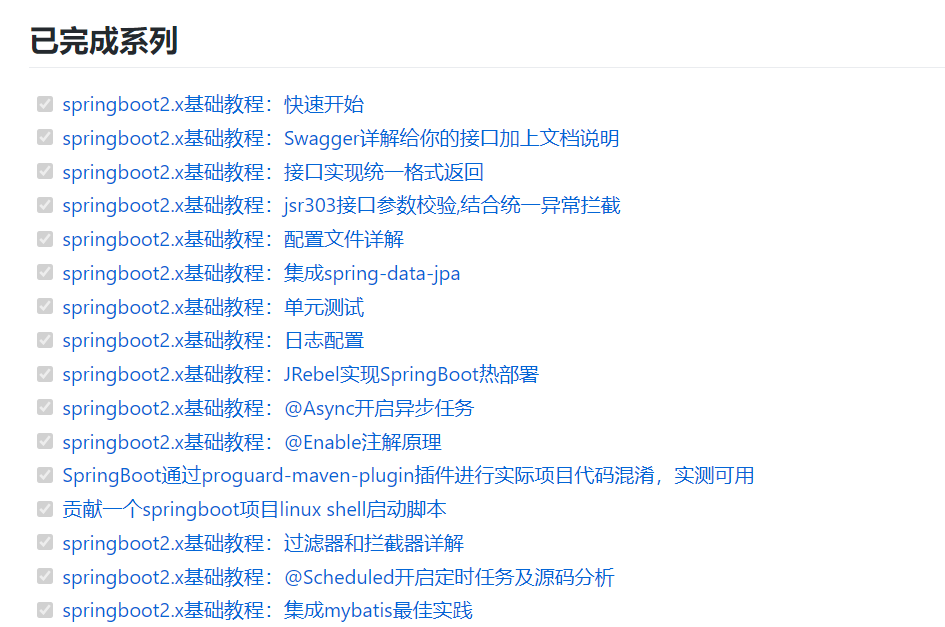 已完成系列
springboot2.x基础教程：快速开始
springboot2.x基础教程：Swagger详解给你的接口加上文档说明
springboot2.x基础教程：接口实现统一格式返回
springboot2.x基础教程：jsr303接口参数校验,结合统一异常拦截
springboot2.x基础教程：配置文件详解
springboot2.x基础教程：集成spring-data-jpa
springboot2.x基础教程：单元测试
springboot2.x基础教程：日志配置
springboot2.x基础教程：JRebel实现SpringBoot热部署
springboot2.x基础教程：@Async开启异步任务
springboot2.x基础教程：@Enable注解原理
SpringBoot通过proguard-maven-plugin插件进行实际项目代码混淆，实测可用
贡献一个springboot项目linux shell启动脚本
springboot2.x基础教程：过滤器和拦截器详解
springboot2.x基础教程：@Scheduled开启定时任务及源码分析
springboot2.x基础教程：集成mybatis最佳实践